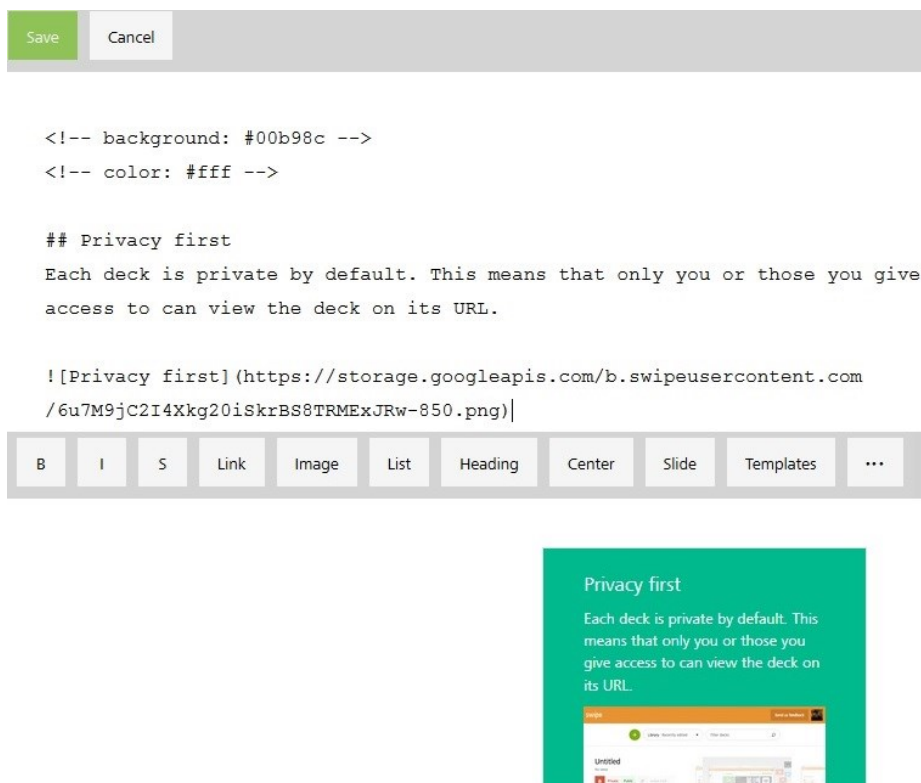 Save Cancel
<!-- background: #00b98c -->
<!-- color: #fff -->
## Privacy first
Each deck is private by default. This means that only you or those you give
access to can view the deck on its URL.
![Privacy first](https://storage.googleapis.com/b.swipeusercontent.com
/6u7M9jC2I4Xkg20iSkrBS8TRMExJRw-850.png)
B I S Link Image List Heading Center Slide Templates ...
Privacy first
Each deck is private by default. This
means that only you or those you
give access to can view the deck on
its URL.
Untitled